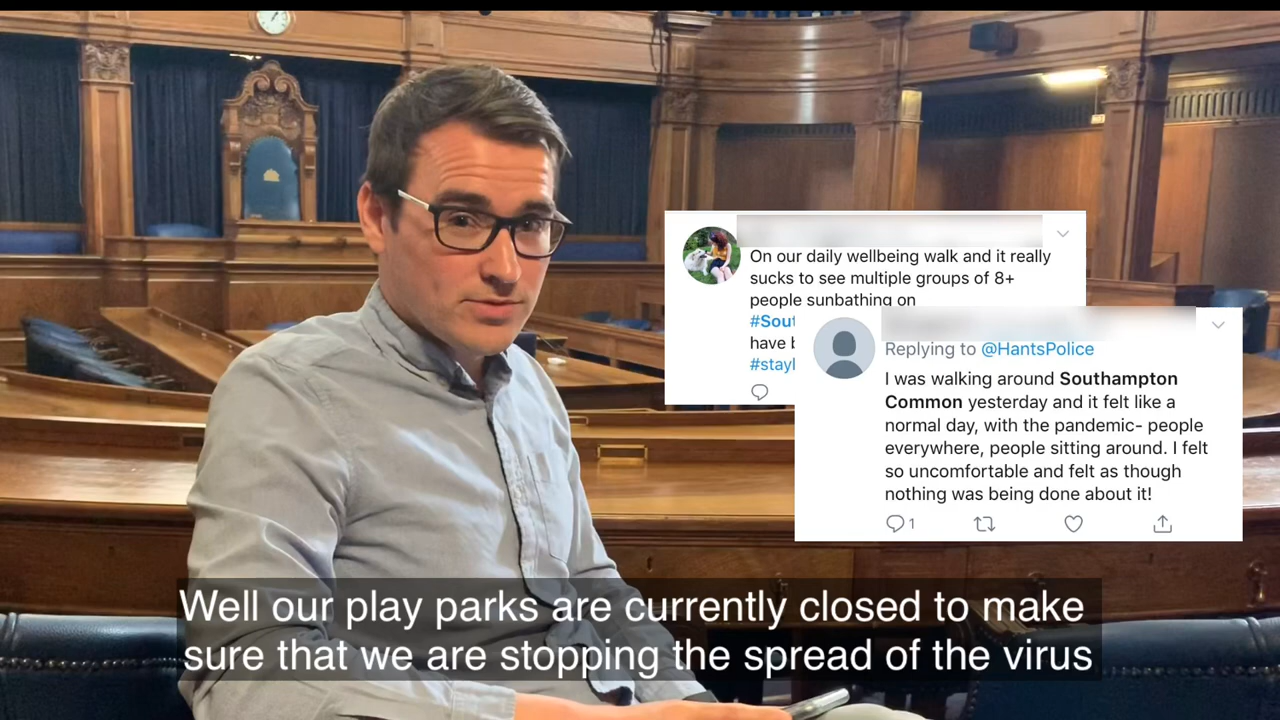 On our daily wellbeing walk and it really
sucks to see multiple groups of 8+
people sunbathing on
#Sout
have b
#stayl
Replying to @HantsPolice
I was walking around Southampton
Common yesterday and it felt like a
normal day, with the pandemic- people
everywhere, people sitting around. I felt
so uncomfortable and felt as though
nothing was being done about it!
1
Well our play parks are currently closed to make
sure that we are stopping the spread of the virus